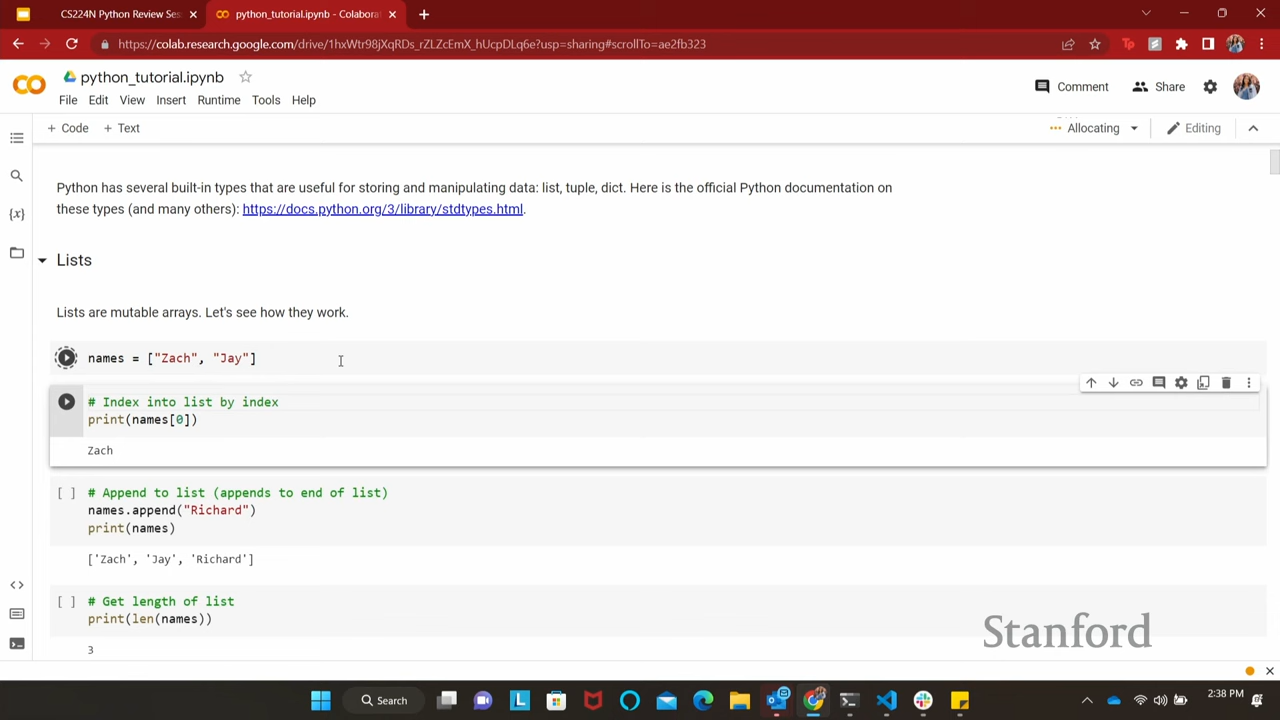 CS224N Python Review Ses
python_tutorial.ipynb - Colabora
https://colab.research.google.com/drive/1hxWtr98jXqRDs_rZLZcEmX_hUcpDLq6e?usp=sharing#scrollTo=ae2fb323
python_tutorial.ipynb
Comment
Share
File Edit View Insert Runtime Tools Help
+ Code + Text
Allocating
Editing
Python has several built-in types that are useful for storing and manipulating data: list, tuple, dict. Here is the official Python documentation on
these types (and many others): https://docs.python.org/3/library/stdtypes.html.
Lists
Lists are mutable arrays. Let's see how they work.
names = ["Zach", "Jay"]
# Index into list by index
print(names[0])
Zach
[ ] # Append to list (appends to end of list)
names.append("Richard")
print(names)
['Zach', 'Jay', 'Richard']
[ ] # Get length of list
print(len(names))
3
Stanford
Search
2:38 PM